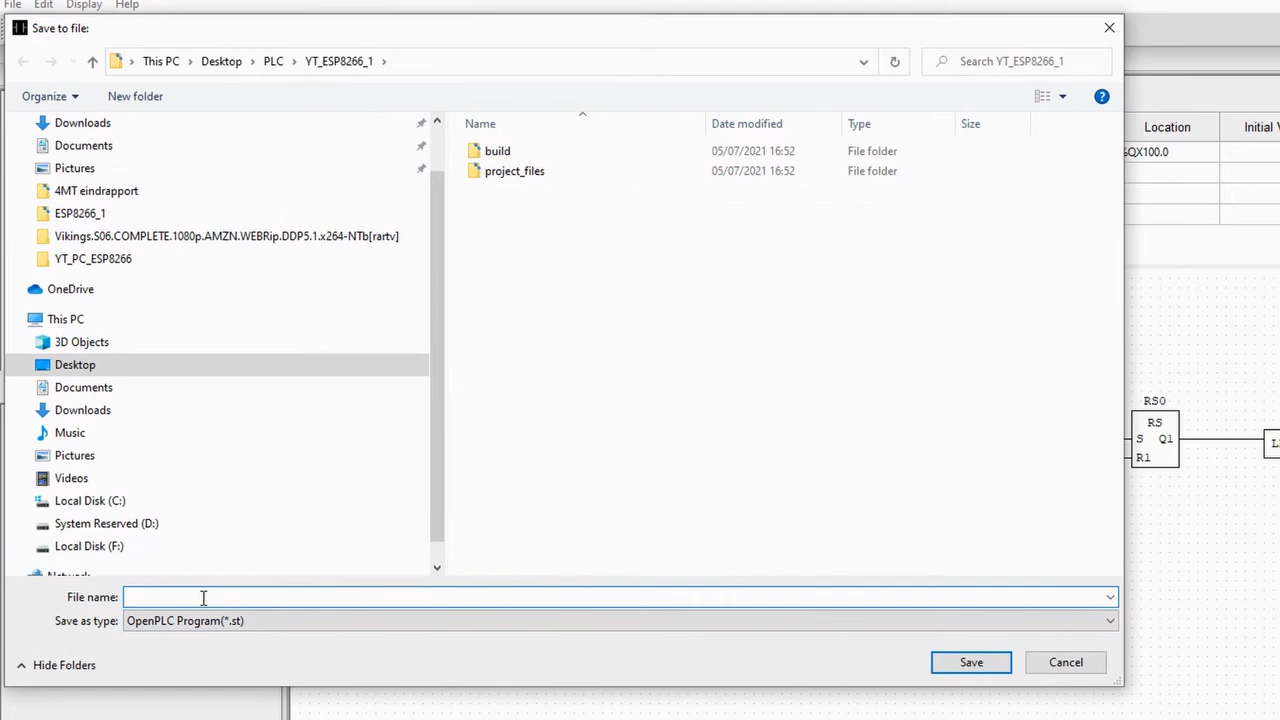 File Edit Display Help
Save to file:
This PC > Desktop > PLC > YT_ESP8266_1 >
Search YT_ESP8266_1
Organize
New folder
Name
Date modified
Type
Size
build
05/07/2021 16:52
File folder
project_files
05/07/2021 16:52
File folder
Downloads
Documents
Pictures
4MT eindrapport
ESP8266_1
Vikings.S06.COMPLETE.1080p.AMZN.WEBRip.DDP5.1.x264-NTb[rartv]
YT_PC_ESP8266
OneDrive
This PC
3D Objects
Desktop
Documents
Downloads
Music
Pictures
Videos
Local Disk (C:)
System Reserved (D:)
Local Disk (F:)
Network
File name:
Save as type: OpenPLC Program(*.st)
Hide Folders
Save
Cancel
Location
Initial V
%QX100.0
RS0
RS
S Q1
R1